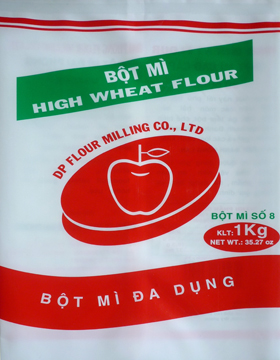 BỘT MÌ
HIGH WHEAT FLOUR
DP FLOUR MILLING CO., LTD
BỘT MÌ SỐ 8
KLT: 1Kg
NET WT.: 35.27 oz
BỘT MÌ ĐA DỤNG